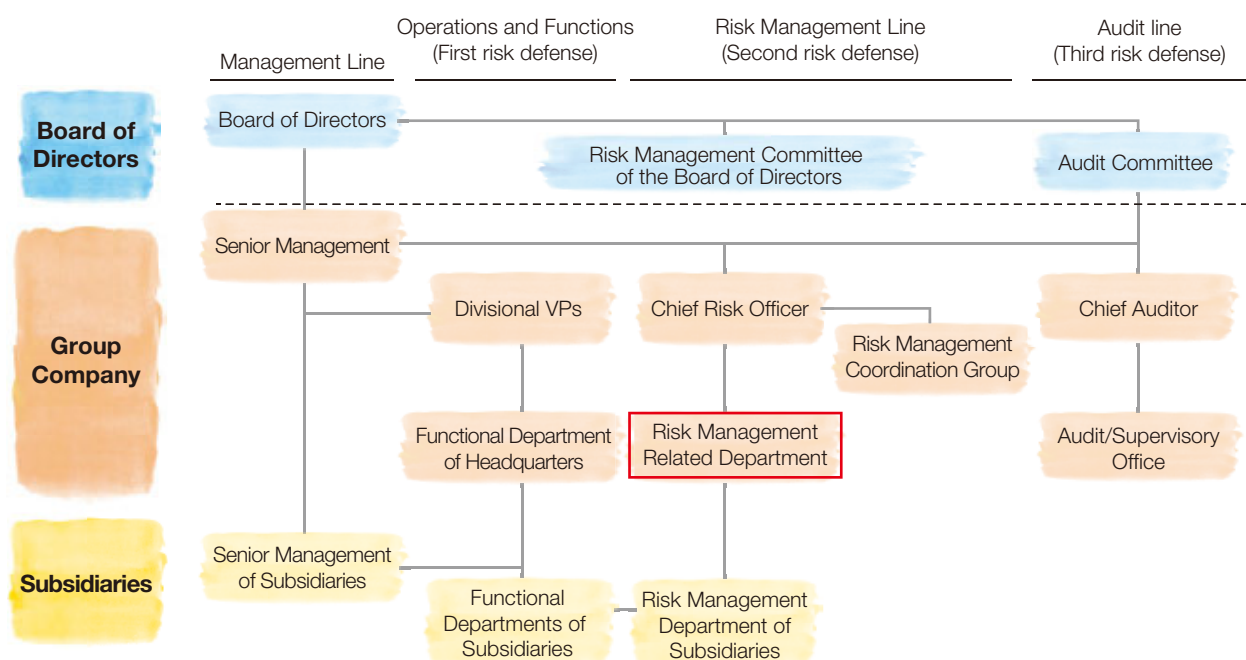 Management Line
Operations and Functions
(First risk defense)
Risk Management Line
(Second risk defense)
Audit line
(Third risk defense)
Board of
Directors
Board of Directors
Risk Management Committee
of the Board of Directors
Audit Committee
Group
Company
Senior Management
Divisional VPs
Chief Risk Officer
Chief Auditor
Risk Management
Coordination Group
Functional Department
of Headquarters
Risk Management
Related Department
Audit/Supervisory
Office
Subsidiaries
Senior Management
of Subsidiaries
Functional
Departments of
Subsidiaries
Risk Management
Department of
Subsidiaries